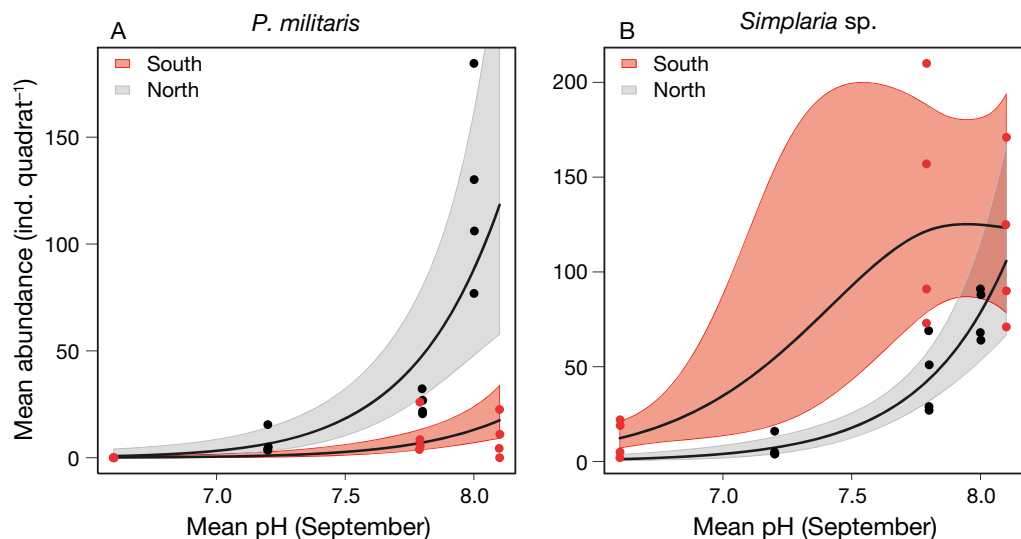 A
P. militaris
South
North
Mean abundance (ind. quadrat⁻¹)
150
100
50
0
7.0
7.5
8.0
Mean pH (September)
B
Simplaria sp.
South
North
200
150
100
50
0
7.0
7.5
8.0
Mean pH (September)